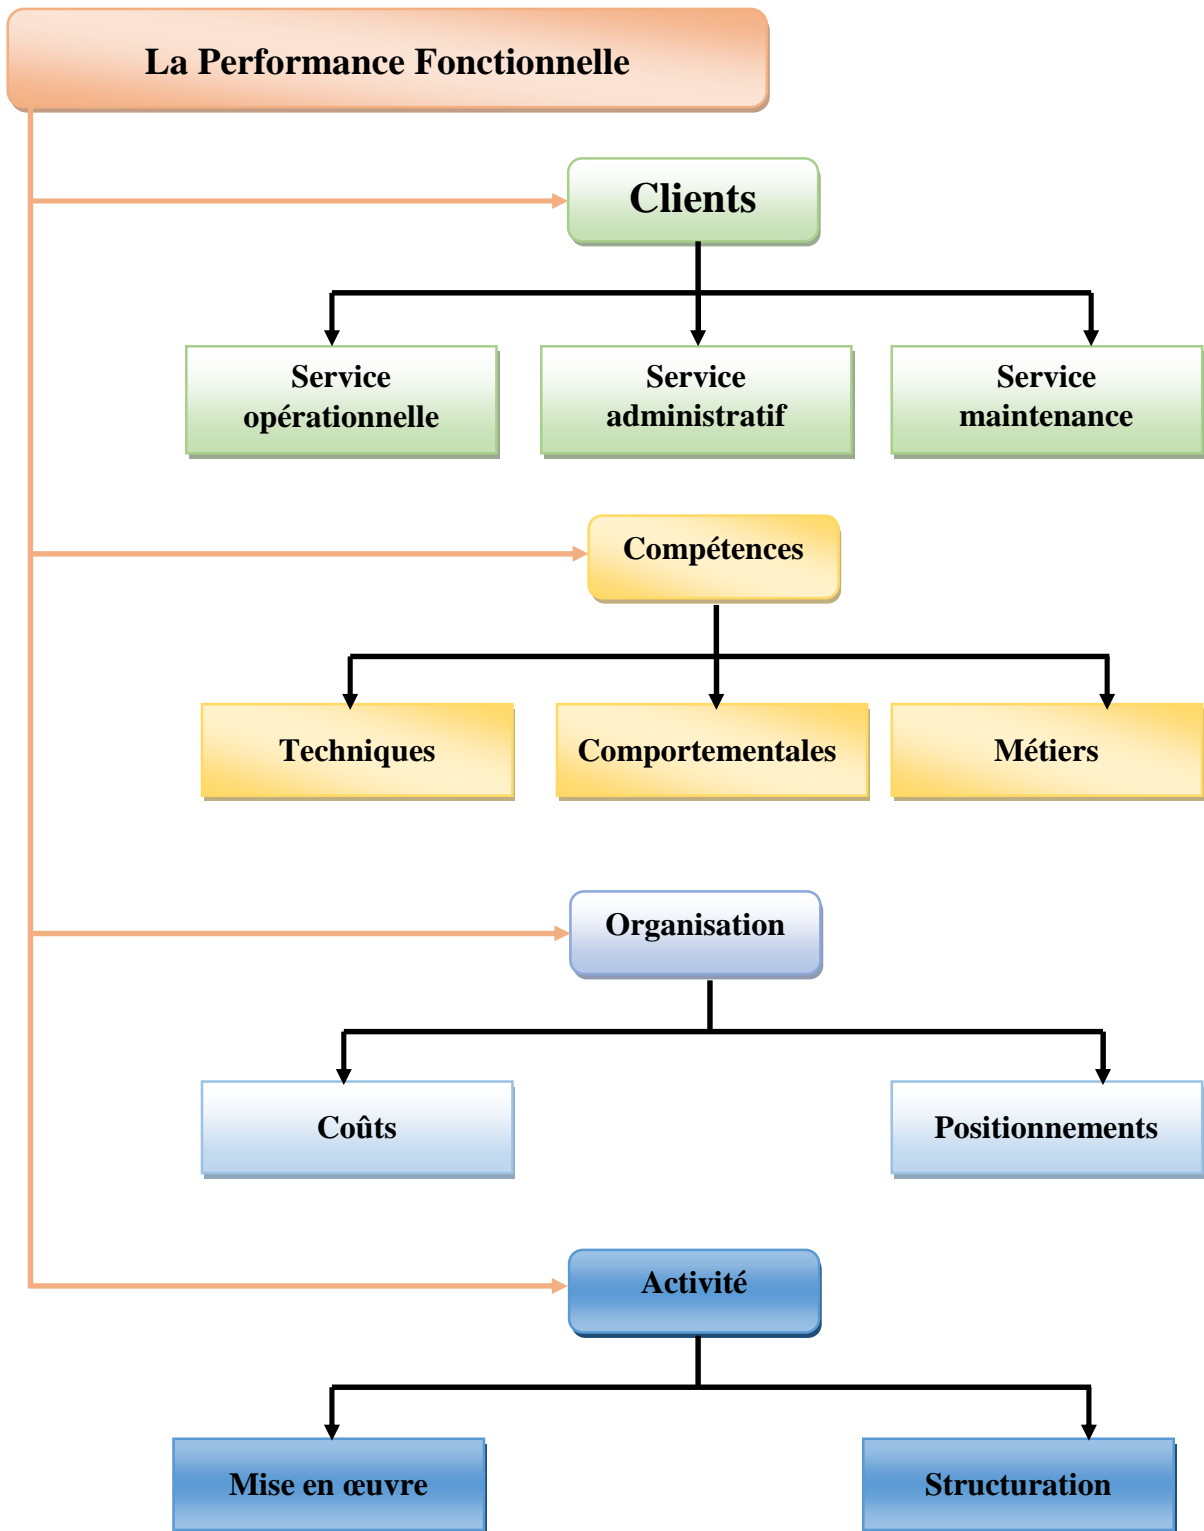 La Performance Fonctionnelle
Clients
Service
opérationnelle
Service
administratif
Service
maintenance
Compétences
Techniques
Comportementales
Métiers
Organisation
Coûts
Positionnements
Activité
Mise en œuvre
Structuration